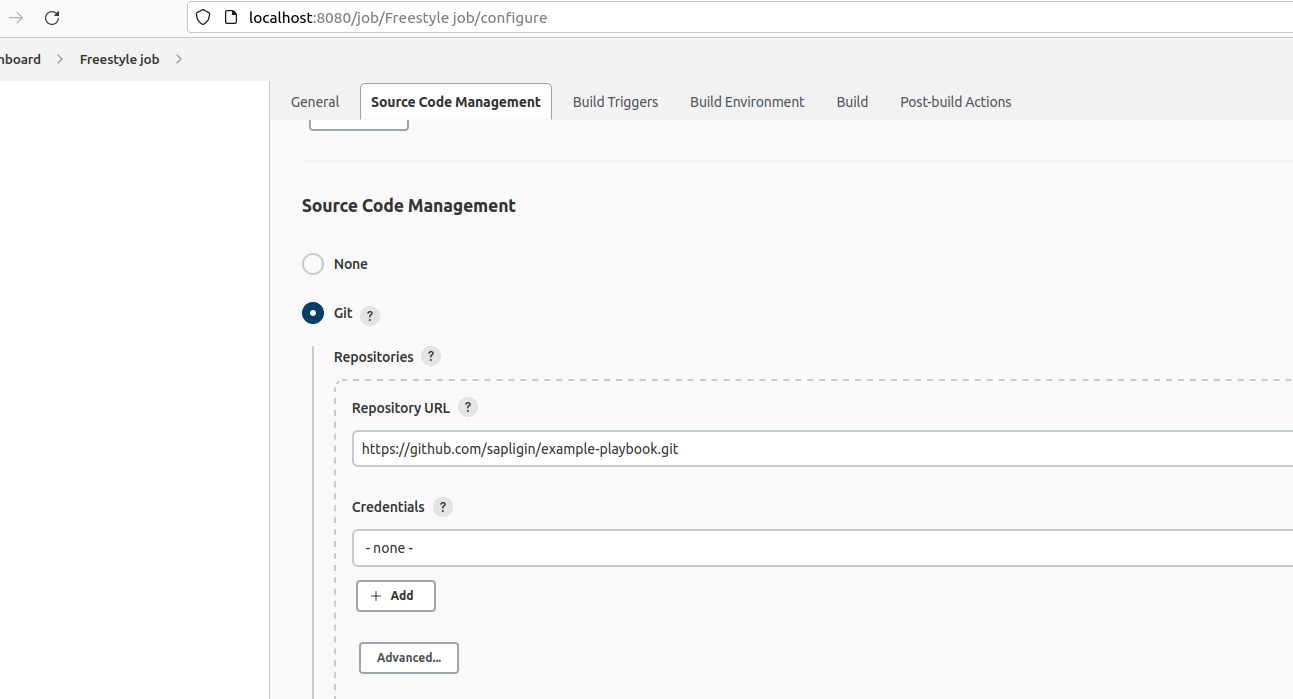 localhost:8080/job/Freestyle job/configure
nboard > Freestyle job >
General Source Code Management Build Triggers Build Environment Build Post-build Actions
Source Code Management
None
Git ?
Repositories ?
Repository URL ?
https://github.com/sapligin/example-playbook.git
Credentials ?
- none -
+ Add
Advanced...